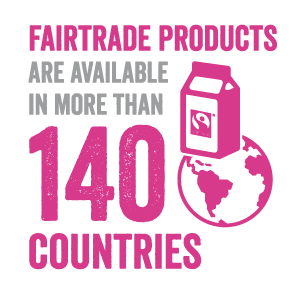 FAIRTRADE PRODUCTS
ARE AVAILABLE
IN MORE THAN
140
COUNTRIES